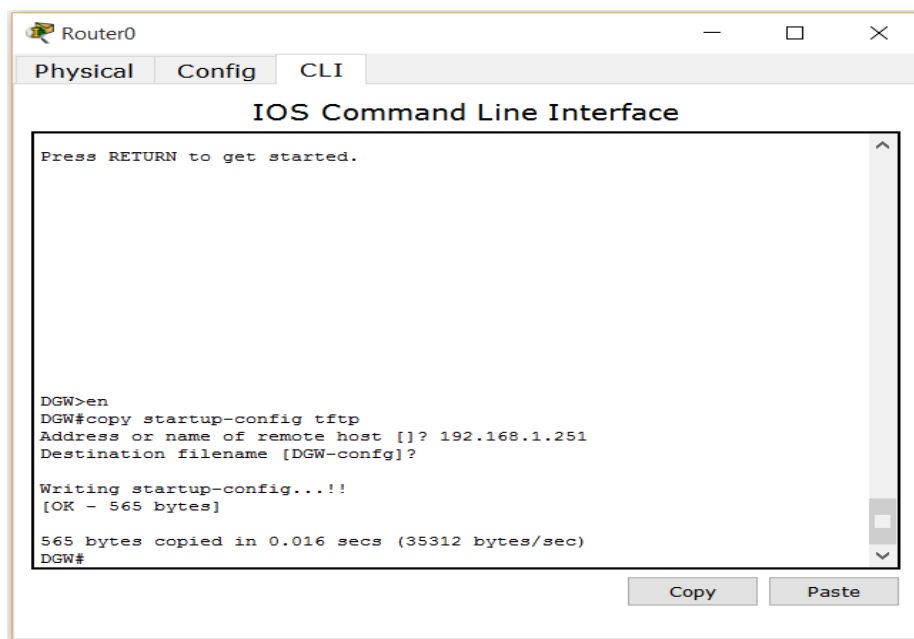 Router0
Physical Config CLI
IOS Command Line Interface
Press RETURN to get started.
DGW>en
DGW#copy startup-config tftp
Address or name of remote host []? 192.168.1.251
Destination filename [DGW-confg]?
Writing startup-config...!!
[OK - 565 bytes]
565 bytes copied in 0.016 secs (35312 bytes/sec)
DGW#
Copy Paste